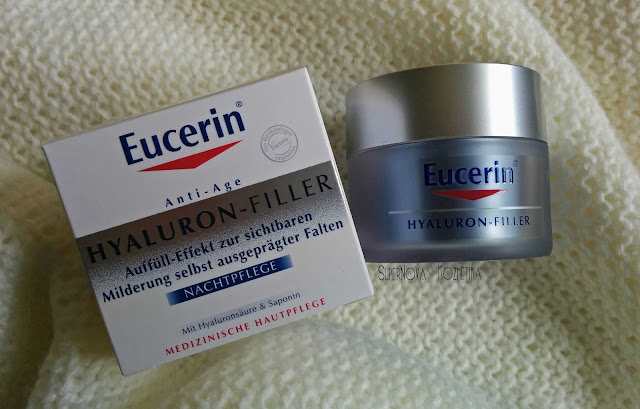 Eucerin®
Anti-Age
HYALURON-FILLER
Auffüll-Effekt zur sichtbaren
Milderung selbst ausgeprägter Falten
NACHTPFLEGE
Mit Hyaluronsäure & Saponin
MEDIZINISCHE HAUTPFLEGE
Eucerin®
HYALURON-FILLER
Supernova Kozmetika